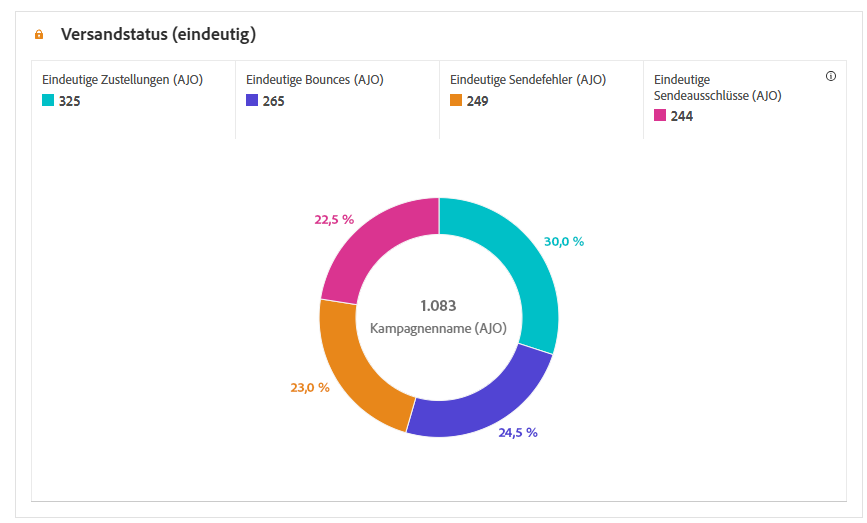 Versandstatus (eindeutig)
Eindeutige Zustellungen (AJO)
325
Eindeutige Bounces (AJO)
265
Eindeutige Sendefehler (AJO)
249
Eindeutige
Sendeausschlüsse (AJO)
244
22,5 %
30,0 %
1.083
Kampagnenname (AJO)
23,0 %
24,5 %